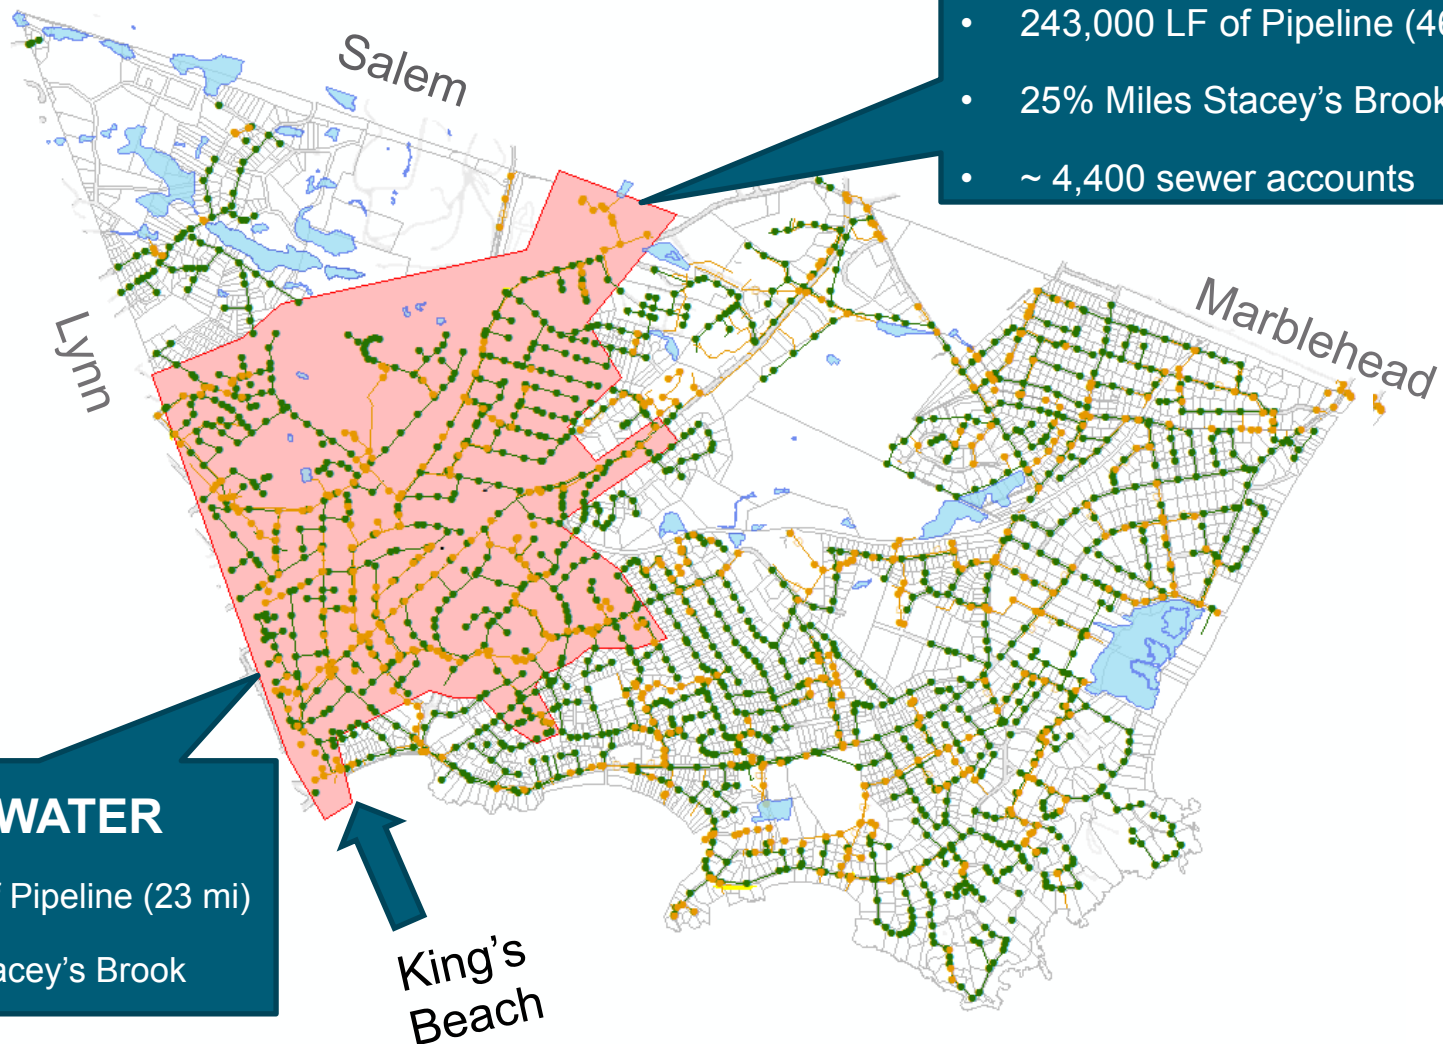 Salem
• 243,000 LF of Pipeline (46
• 25% Miles Stacey's Brook
• ~ 4,400 sewer accounts
Marblehead
Lynn
WATER
Pipeline (23 mi)
acey's Brook
King's
Beach